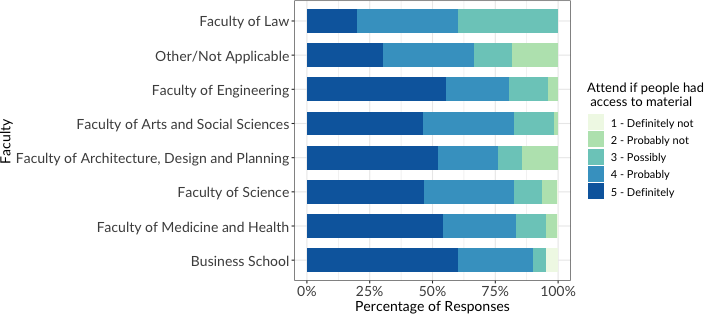 Faculty of Law
Other/Not Applicable
Faculty of Engineering
Faculty of Arts and Social Sciences
Faculty of Architecture, Design and Planning
Faculty of Science
Faculty of Medicine and Health
Business School
Faculty
0% 25% 50% 75% 100%
Percentage of Responses
Attend if people had
access to material
1 - Definitely not
2 - Probably not
3 - Possibly
4 - Probably
5 - Definitely